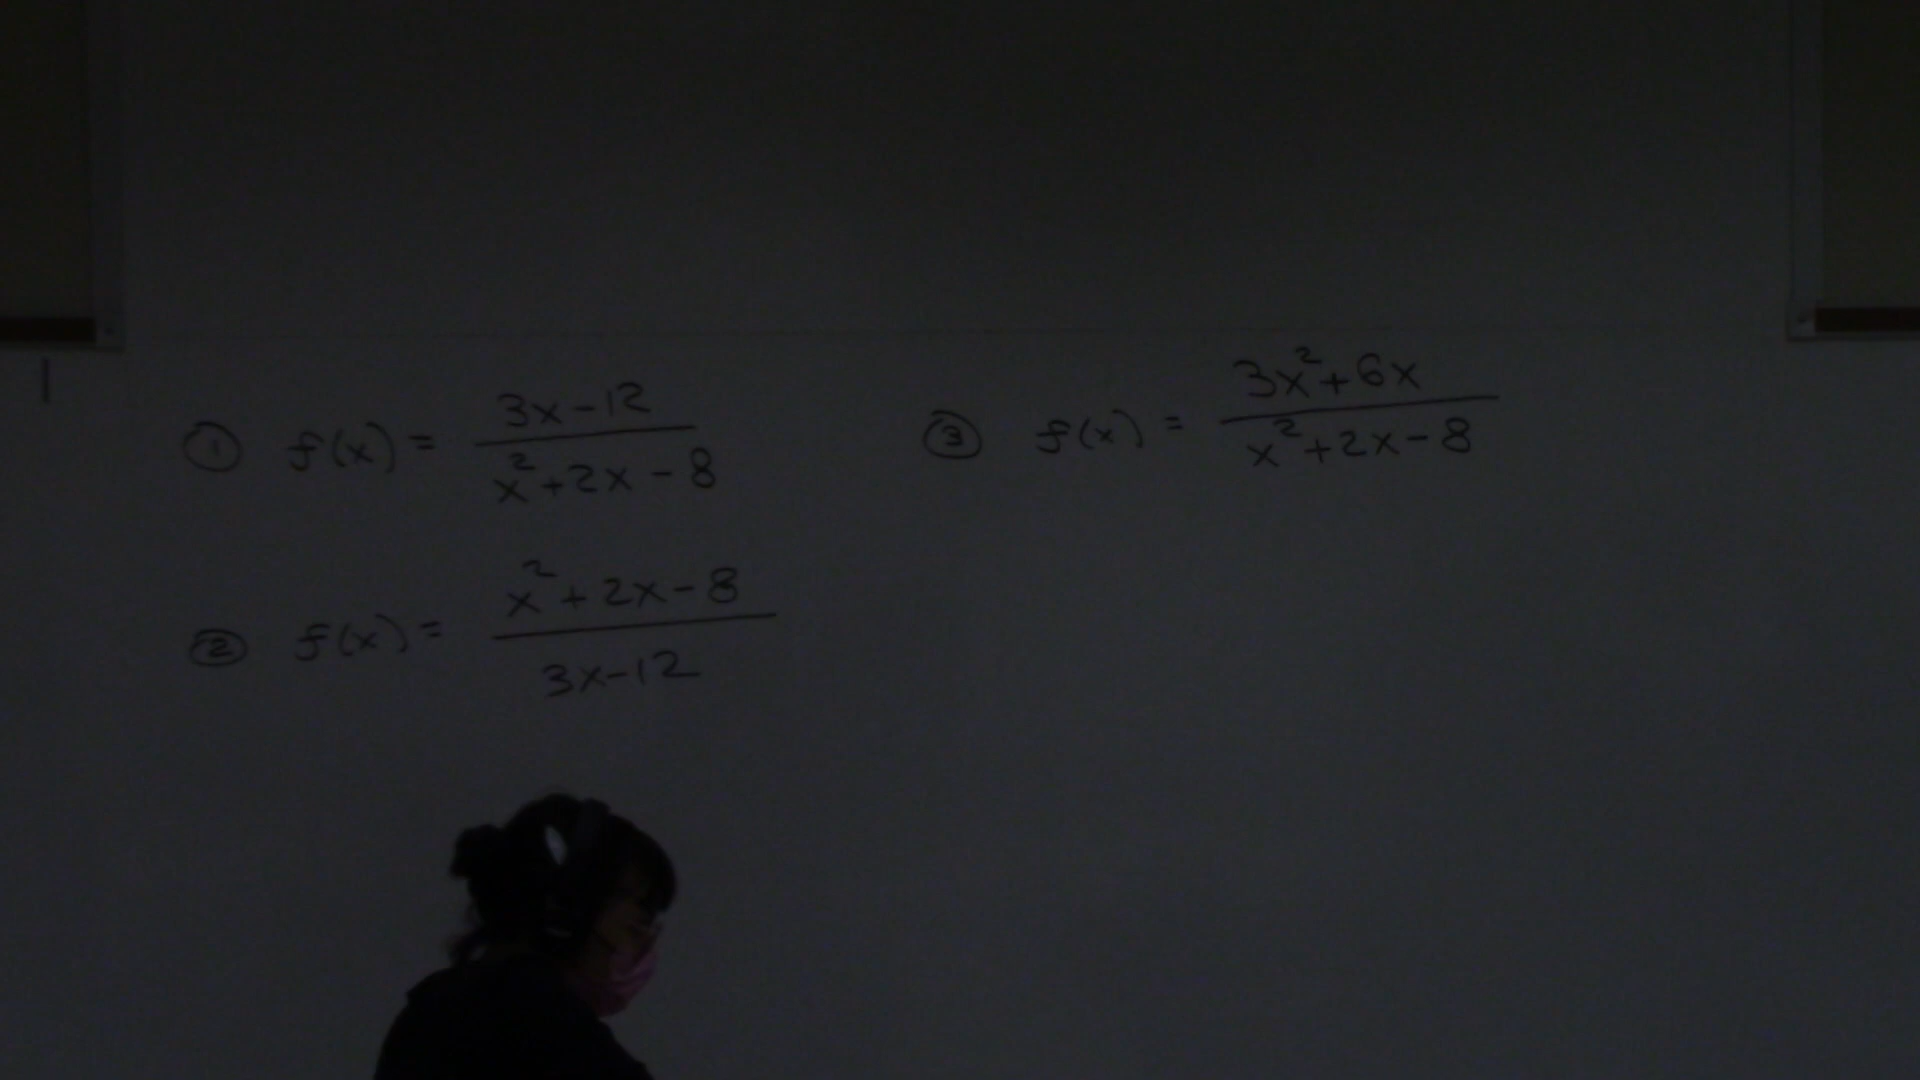 ① f(x) = (3x-12)/(x²+2x-8)
② f(x) = (x²+2x-8)/(3x-12)
③ f(x) = (3x²+6x)/(x²+2x-8)